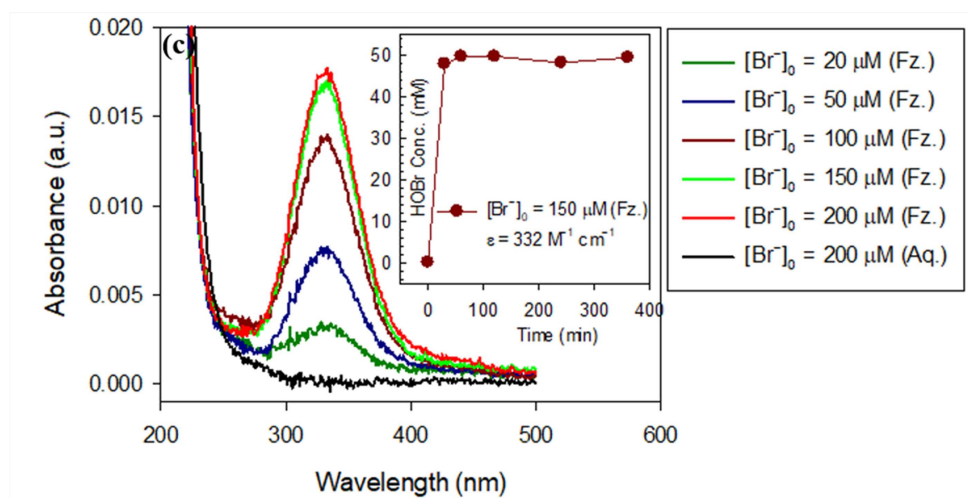 (c)
Absorbance (a.u.)
0.020
0.015
0.010
0.005
0.000
200
300
400
500
600
Wavelength (nm)
HOBr Conc. (mM)
50
50
40
30
20
10
0
0
100
200
300
400
Time (min)
[Br⁻]₀ = 150 µM (Fz.)
ε = 332 M⁻¹ cm⁻¹
[Br⁻]₀ = 20 µM (Fz.)
[Br⁻]₀ = 50 µM (Fz.)
[Br⁻]₀ = 100 µM (Fz.)
[Br⁻]₀ = 150 µM (Fz.)
[Br⁻]₀ = 200 µM (Fz.)
[Br⁻]₀ = 200 µM (Aq.)